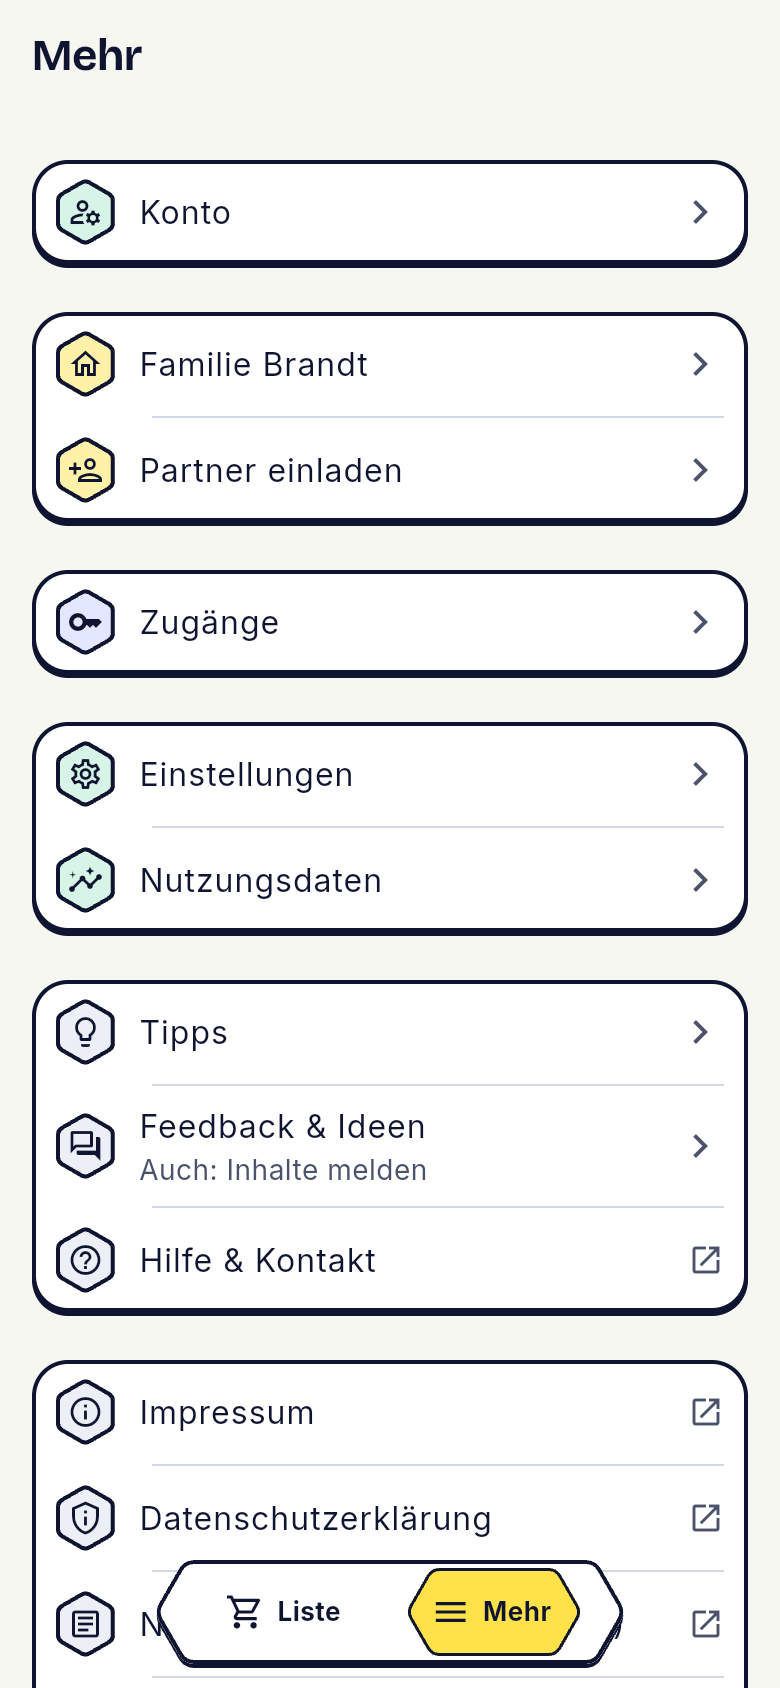 Mehr
Konto
Familie Brandt
Partner einladen
Zugänge
Einstellungen
Nutzungsdaten
Tipps
Feedback & Ideen
Auch: Inhalte melden
Hilfe & Kontakt
Impressum
Datenschutzerklärung
Liste
Mehr